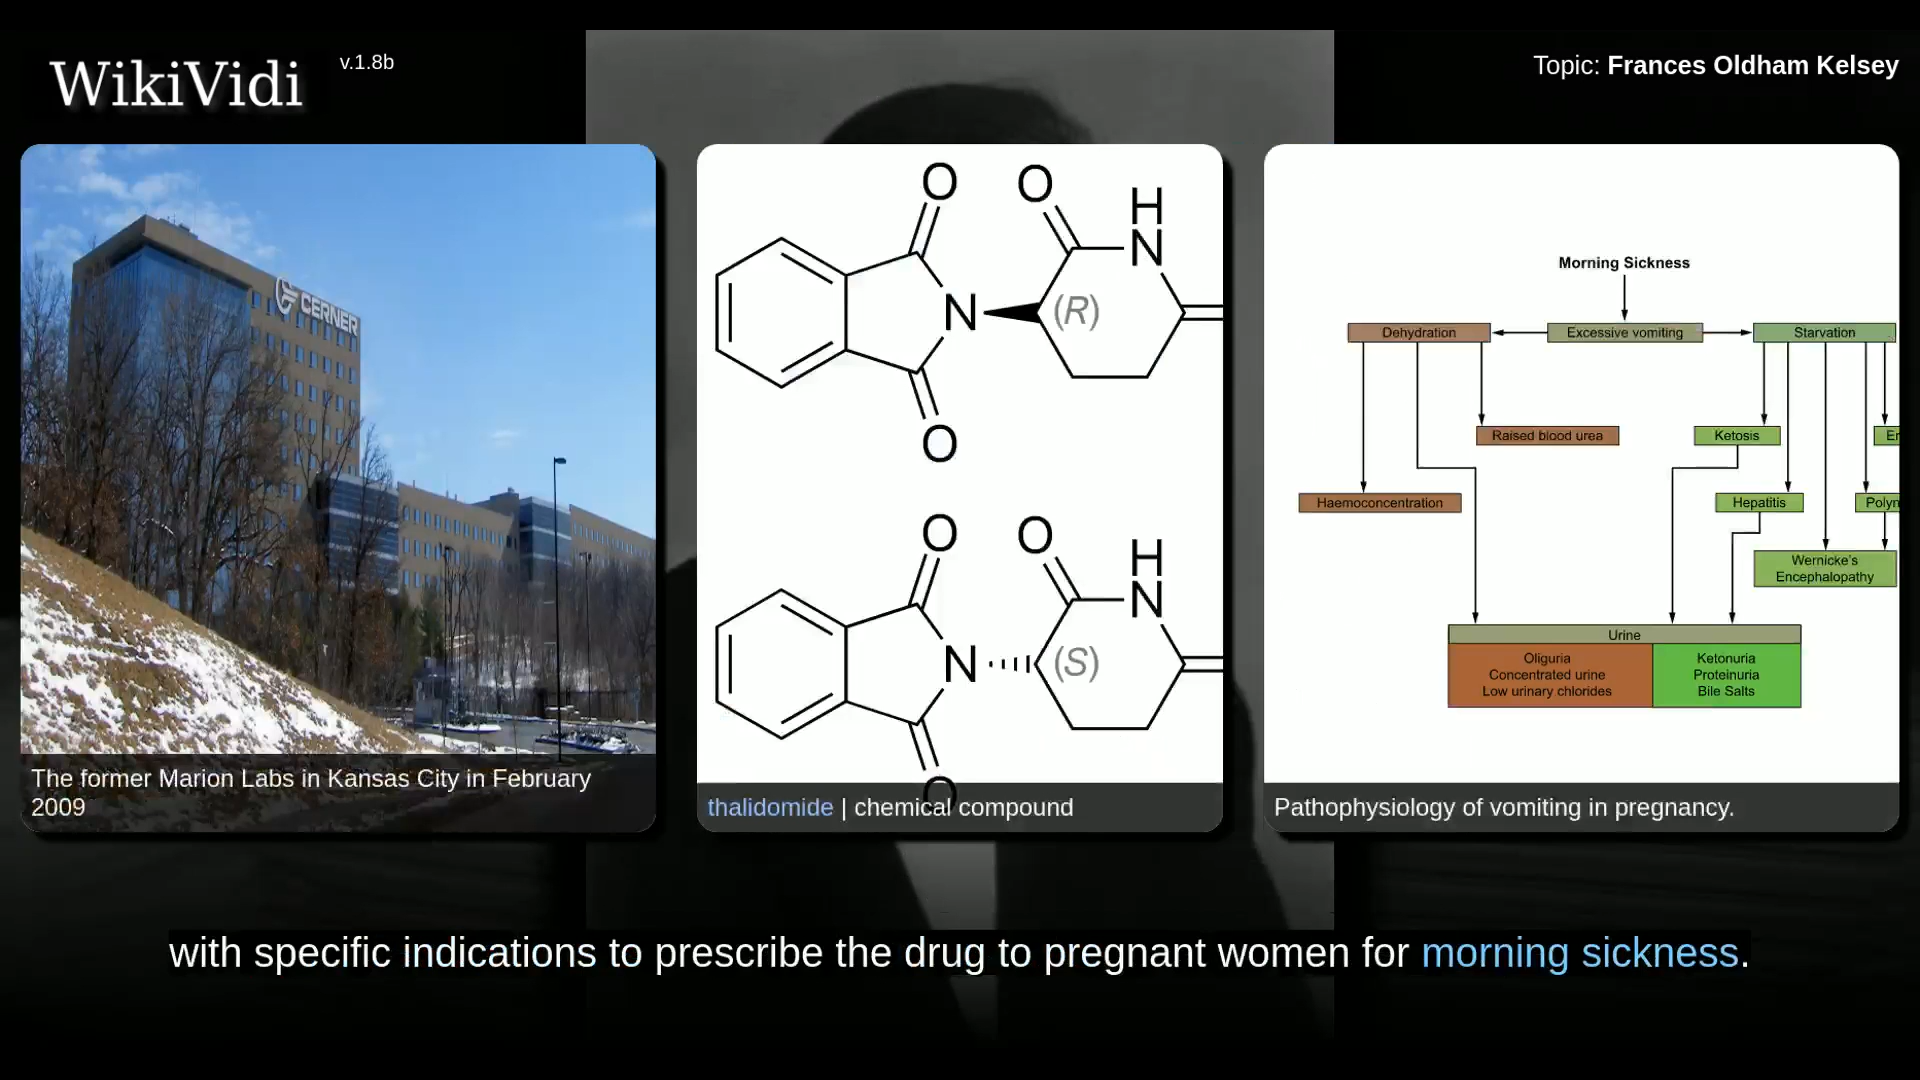 WikiVidi
v.1.8b
Topic: Frances Oldham Kelsey
CERNER
The former Marion Labs in Kansas City in February
2009
O
O
H
N
N
(R)
O
O
O
H
N
N
(S)
O
thalidomide | chemical compound
Morning Sickness
Dehydration
Excessive vomiting
Starvation
Raised blood urea
Ketosis
Er
Haemoconcentration
Hepatitis
Polyn
Wernicke's
Encephalopathy
Urine
Oliguria
Concentrated urine
Low urinary chlorides
Ketonuria
Proteinuria
Bile Salts
Pathophysiology of vomiting in pregnancy.
with specific indications to prescribe the drug to pregnant women for morning sickness.